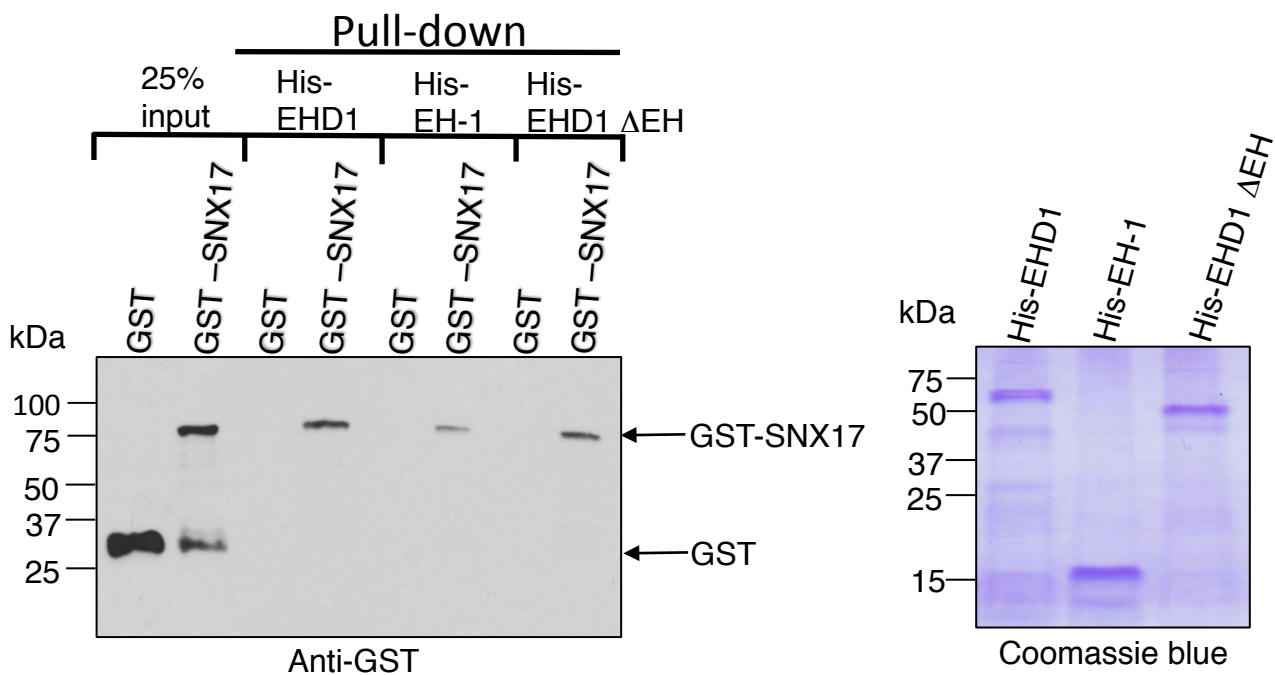 Pull-down
25% input
His-EHD1
His-EH-1
His-EHD1 ΔEH
GST
GST –SNX17
GST
GST –SNX17
GST
GST –SNX17
GST
GST –SNX17
kDa
100
75
50
37
25
GST-SNX17
GST
Anti-GST
His-EHD1
His-EH-1
His-EHD1 ΔEH
kDa
75
50
37
25
15
Coomassie blue